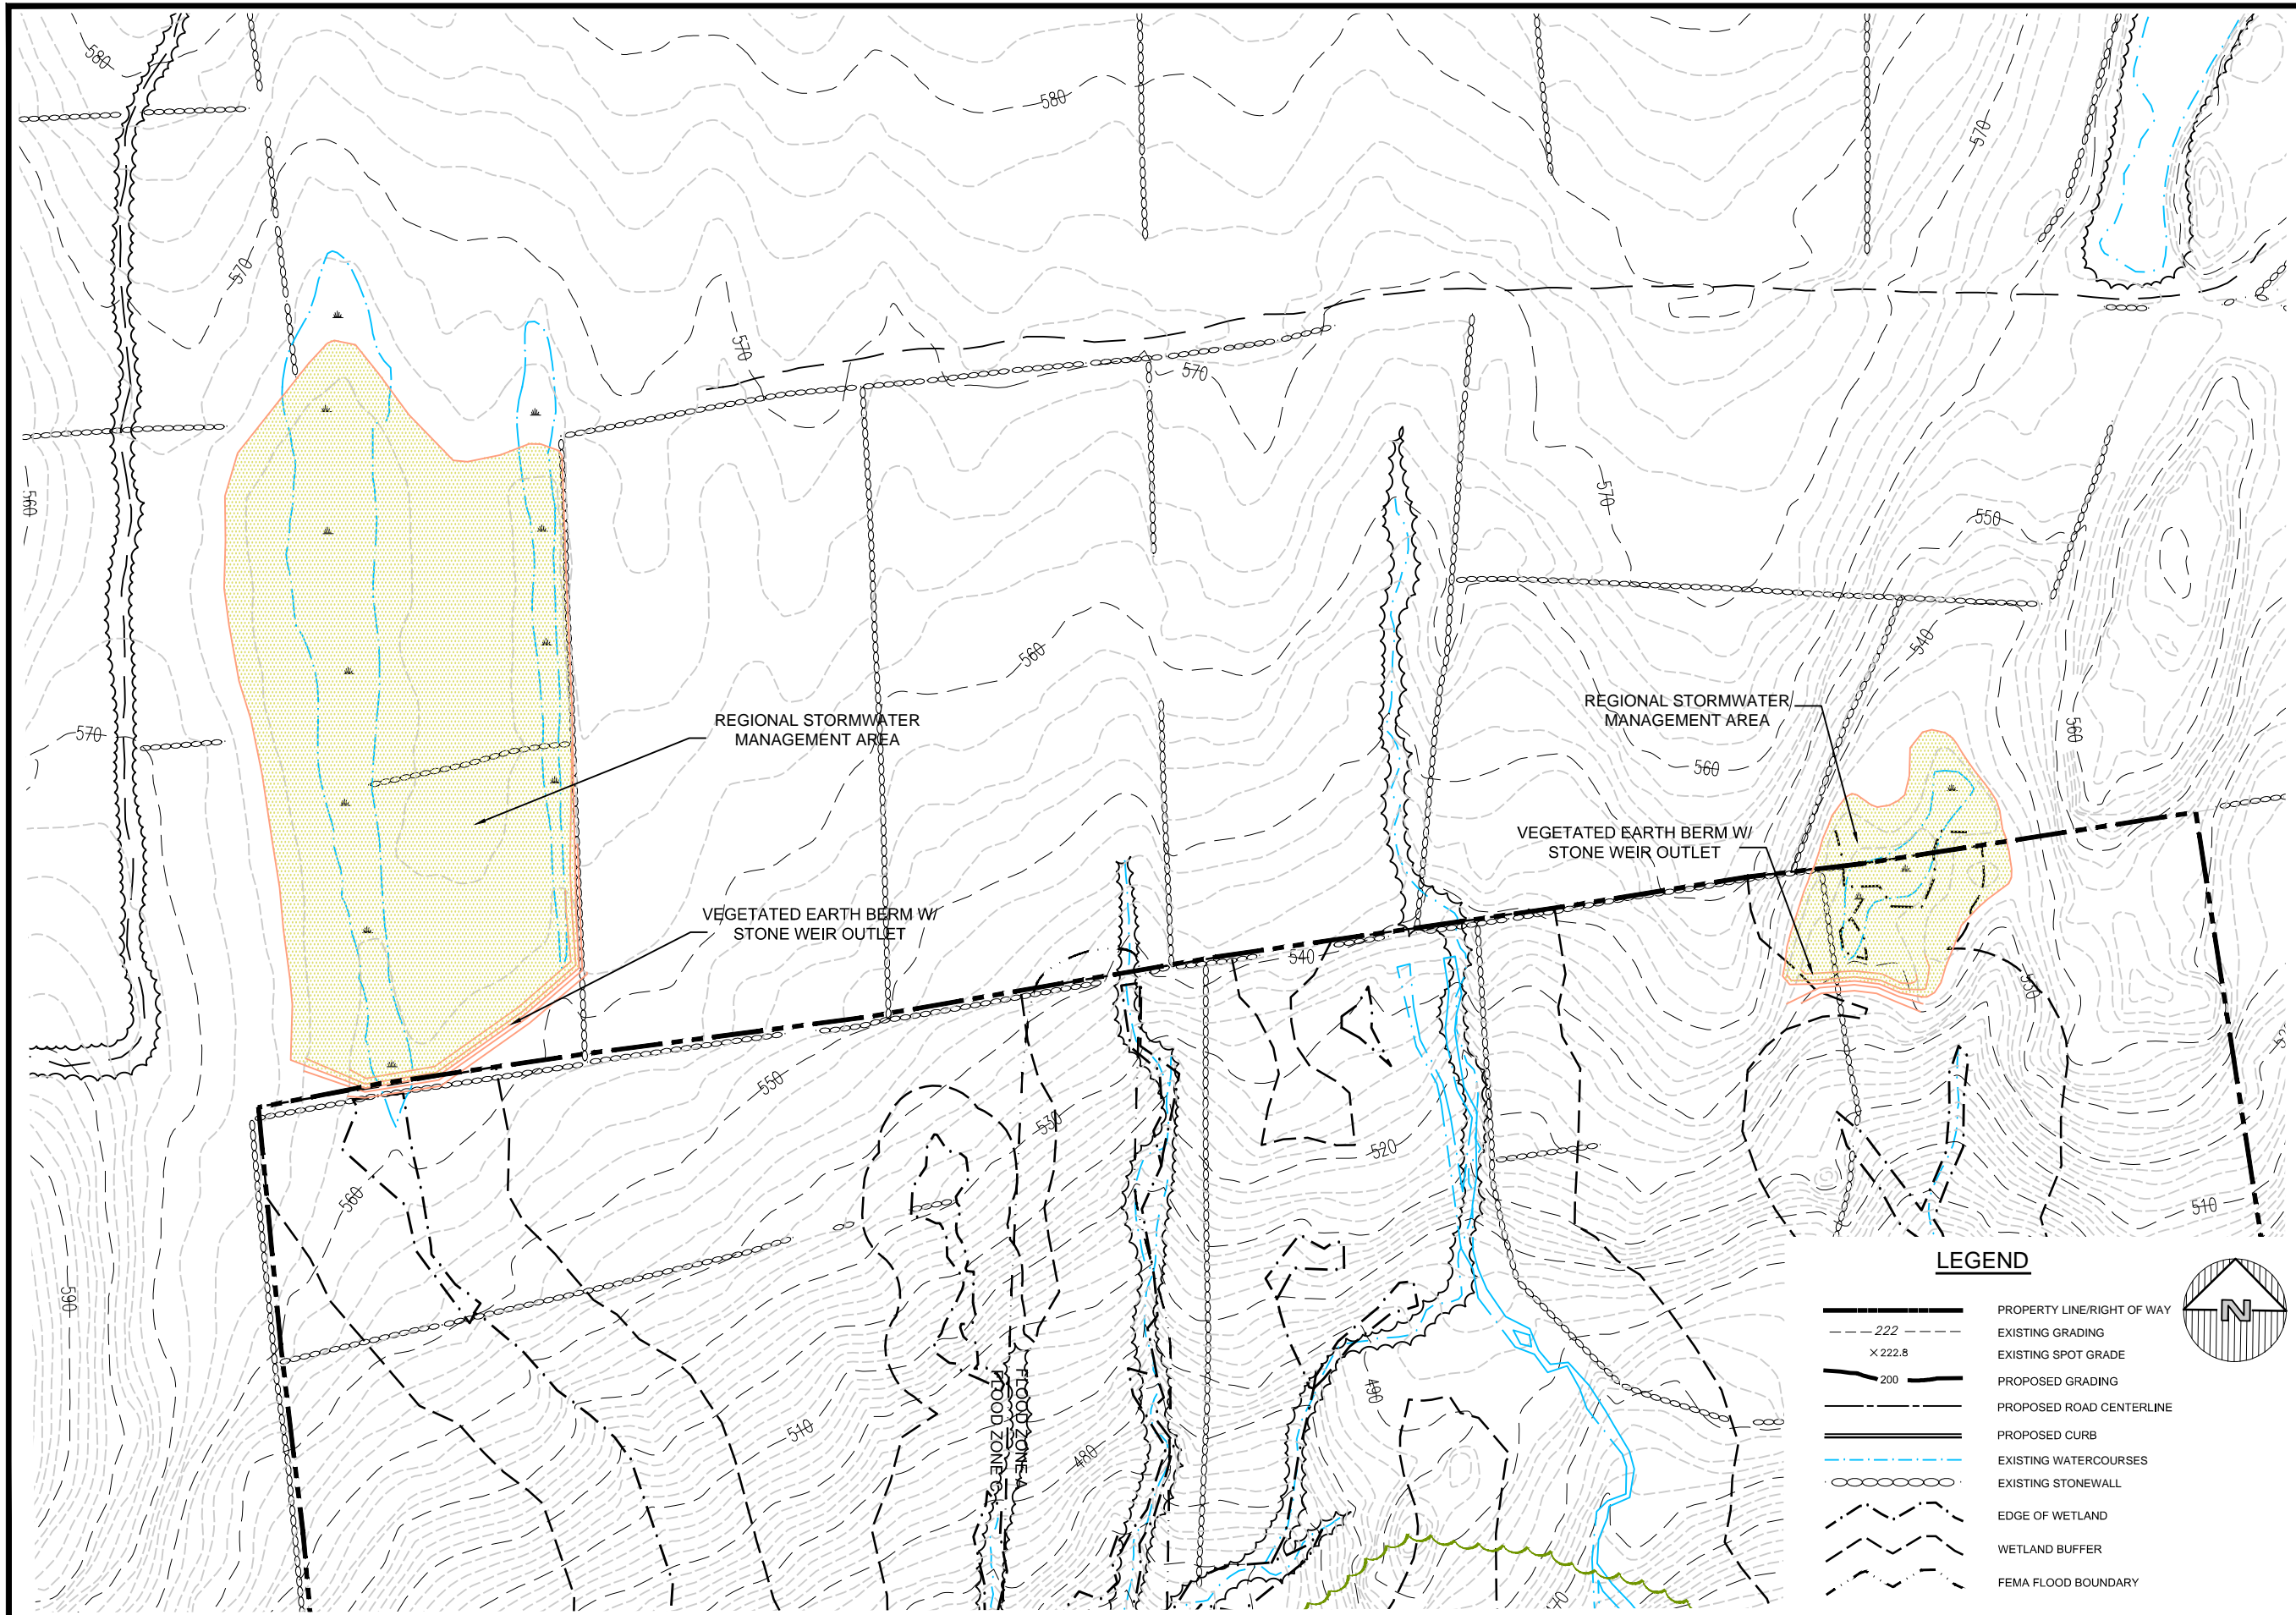 580
580
570
570
570
570
570
560
550
540
560
560
570
560
REGIONAL STORMWATER
MANAGEMENT AREA
REGIONAL STORMWATER
MANAGEMENT AREA
VEGETATED EARTH BERM W/
STONE WEIR OUTLET
VEGETATED EARTH BERM W/
STONE WEIR OUTLET
540
530
550
530
520
560
510
590
490
510
480
FLOOD ZONE C
FLOOD ZONE A
LEGEND
N
PROPERTY LINE/RIGHT OF WAY
222 EXISTING GRADING
×222.8 EXISTING SPOT GRADE
200 PROPOSED GRADING
PROPOSED ROAD CENTERLINE
PROPOSED CURB
EXISTING WATERCOURSES
EXISTING STONEWALL
EDGE OF WETLAND
WETLAND BUFFER
FEMA FLOOD BOUNDARY